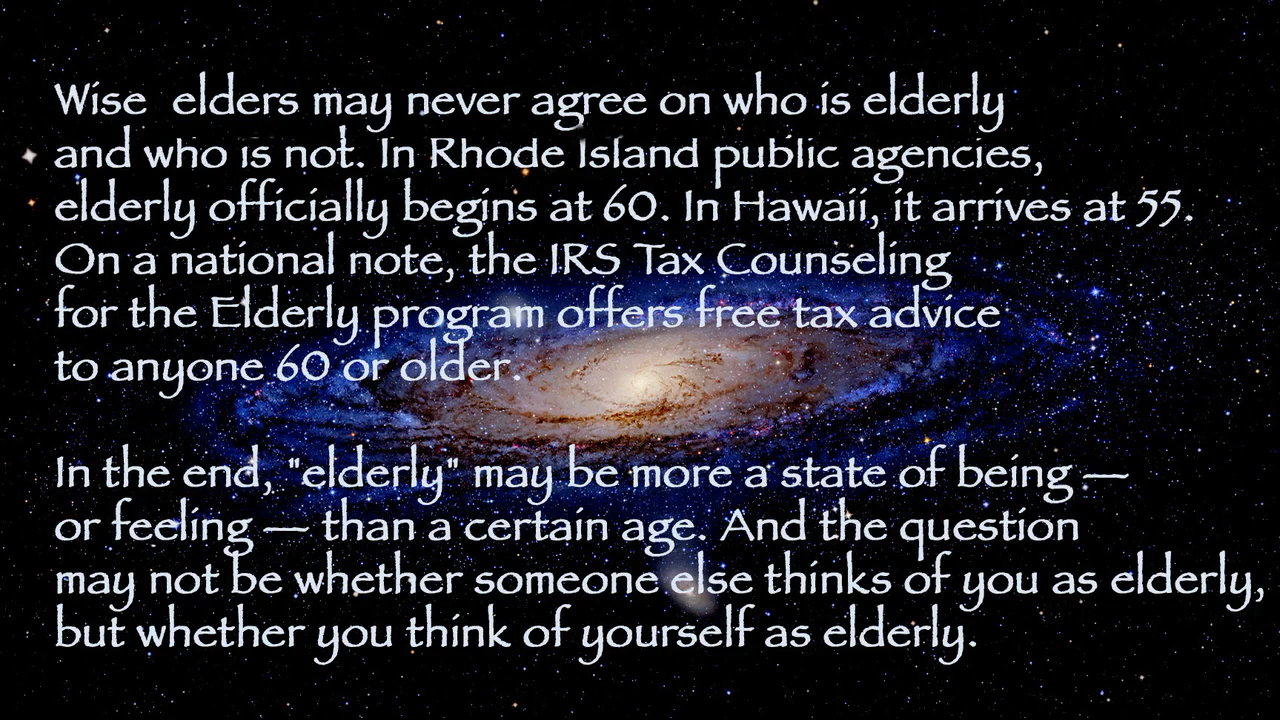 Wise elders may never agree on who is elderly
and who is not. In Rhode Island public agencies,
elderly officially begins at 60. In Hawaii, it arrives at 55.
On a national note, the IRS Tax Counseling
for the Elderly program offers free tax advice
to anyone 60 or older.
In the end, "elderly" may be more a state of being —
or feeling — than a certain age. And the question
may not be whether someone else thinks of you as elderly,
but whether you think of yourself as elderly.